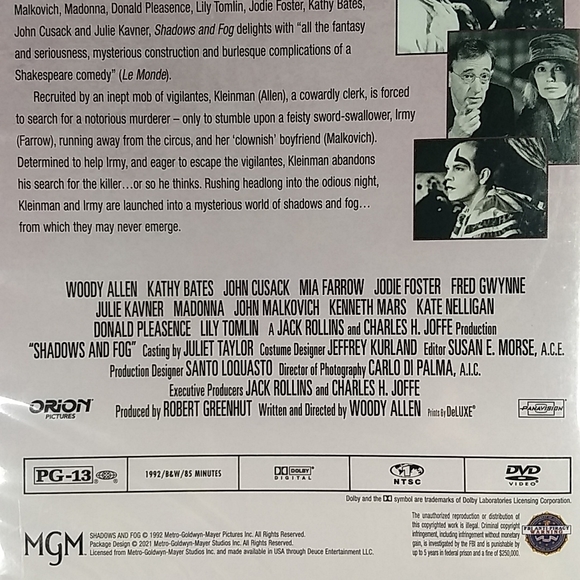 Malkovich, Madonna, Donald Pleasence, Lily Tomlin, Jodie Foster, Kathy Bates,
John Cusack and Julie Kavner, Shadows and Fog delights with “all the fantasy
and seriousness, mysterious construction and burlesque complications of a
Shakespeare comedy” (Le Monde).
Recruited by an inept mob of vigilantes, Kleinman (Allen), a cowardly clerk, is forced
to search for a notorious murderer – only to stumble upon a feisty sword-swallower, Irmy
(Farrow), running away from the circus, and her ‘clownish’ boyfriend (Malkovich).
Determined to help Irmy, and eager to escape the vigilantes, Kleinman abandons
his search for the killer…or so he thinks. Rushing headlong into the odious night,
Kleinman and Irmy are launched into a mysterious world of shadows and fog…
from which they may never emerge.
WOODY ALLEN KATHY BATES JOHN CUSACK MIA FARROW JODIE FOSTER FRED GWYNNE
JULIE KAVNER MADONNA JOHN MALKOVICH KENNETH MARS KATE NELLIGAN
DONALD PLEASENCE LILY TOMLIN A JACK ROLLINS and CHARLES H. JOFFE Production
“SHADOWS AND FOG” Casting by JULIET TAYLOR Costume Designer JEFFREY KURLAND Editor SUSAN E. MORSE, A.C.E.
Production Designer SANTO LOQUASTO Director of Photography CARLO DI PALMA, A.I.C.
Executive Producers JACK ROLLINS and CHARLES H. JOFFE
Produced by ROBERT GREENHUT Written and Directed by WOODY ALLEN Prints By DeLUXE®
ORION
PICTURES
PANAVISION®
PG-13
1992/B&W/85 MINUTES
DOLBY
DIGITAL
NTSC
DVD
VIDEO
Dolby and the DD symbol are trademarks of Dolby Laboratories Licensing Corporation.
MGM
SHADOWS AND FOG © 1992 Metro-Goldwyn-Mayer Pictures Inc. All Rights Reserved.
Package Design © 2021 Metro-Goldwyn-Mayer Studios Inc. All Rights Reserved.
Licensed from Metro-Goldwyn-Mayer Studios Inc. and made available in USA through Deuce Entertainment LLC.
The unauthorized reproduction or distribution of
this copyrighted work is illegal. Criminal copyright
infringement, including infringement without monetary
gain, is investigated by the FBI and is punishable by
up to 5 years in federal prison and a fine of $250,000.